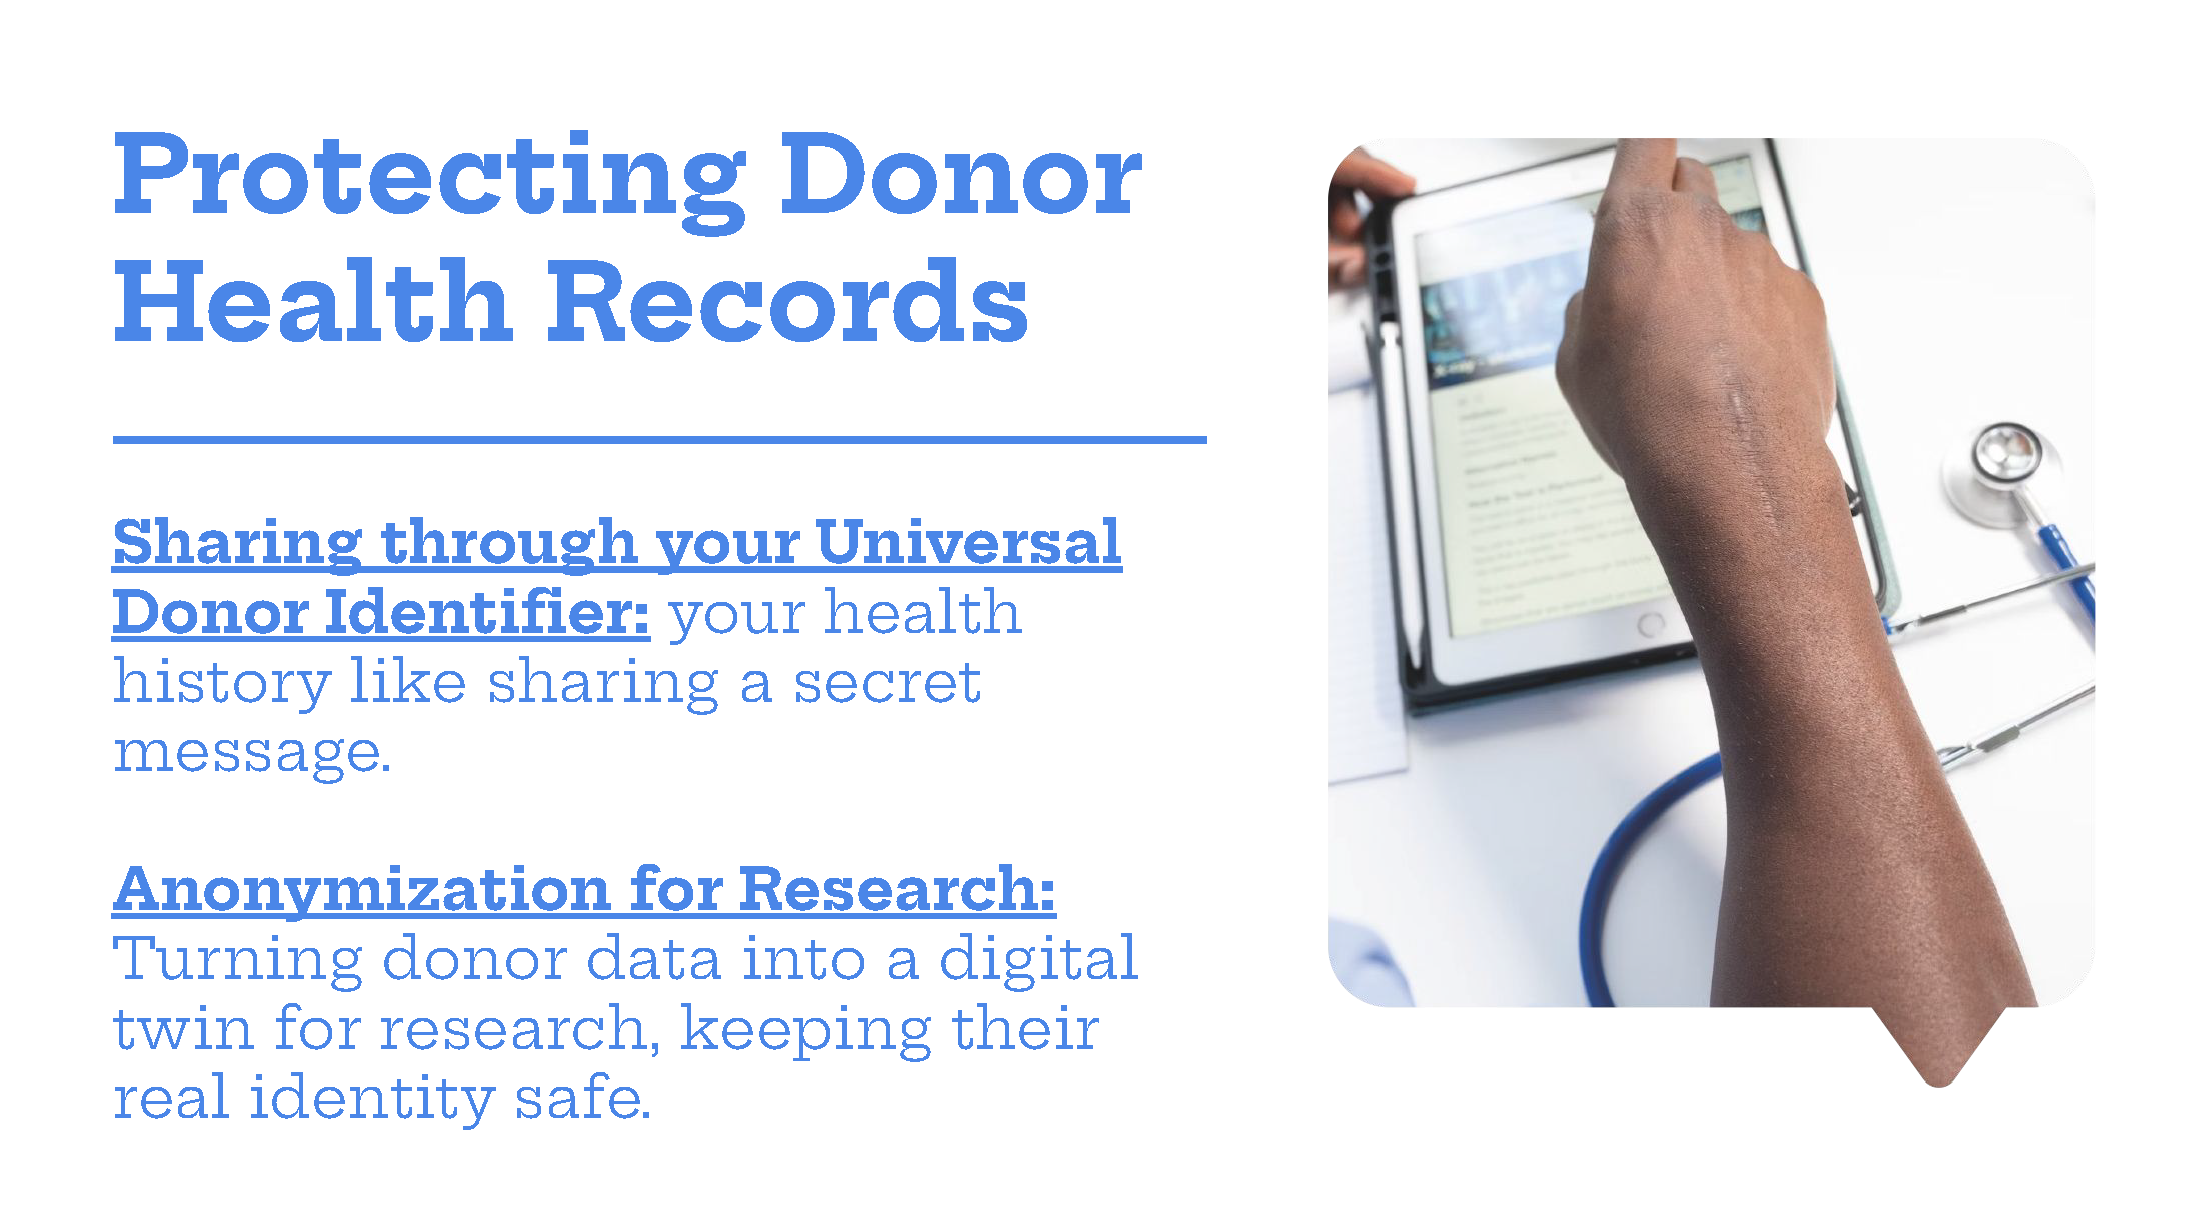 Protecting Donor
Health Records
Sharing through your Universal
Donor Identifier: your health
history like sharing a secret
message.
Anonymization for Research:
Turning donor data into a digital
twin for research, keeping their
real identity safe.